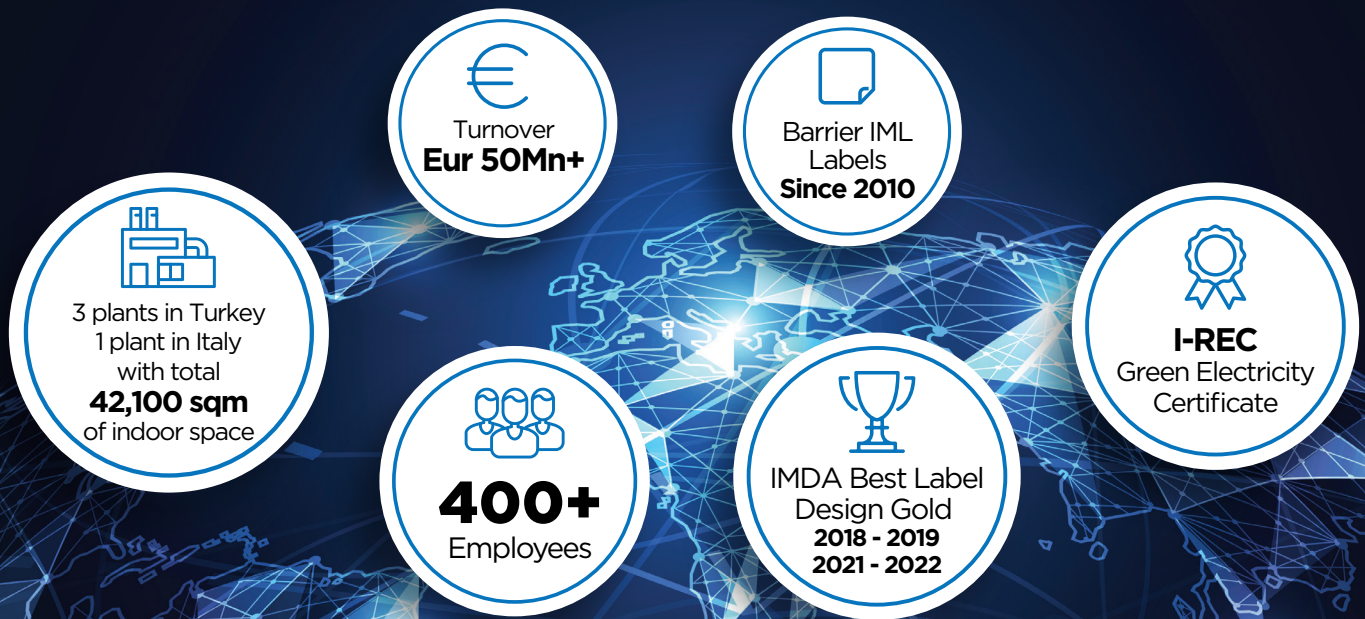 Turnover
Eur 50Mn+
Barrier IML
Labels
Since 2010
3 plants in Turkey
1 plant in Italy
with total
42,100 sqm
of indoor space
I-REC
Green Electricity
Certificate
400+
Employees
IMDA Best Label
Design Gold
2018 - 2019
2021 - 2022